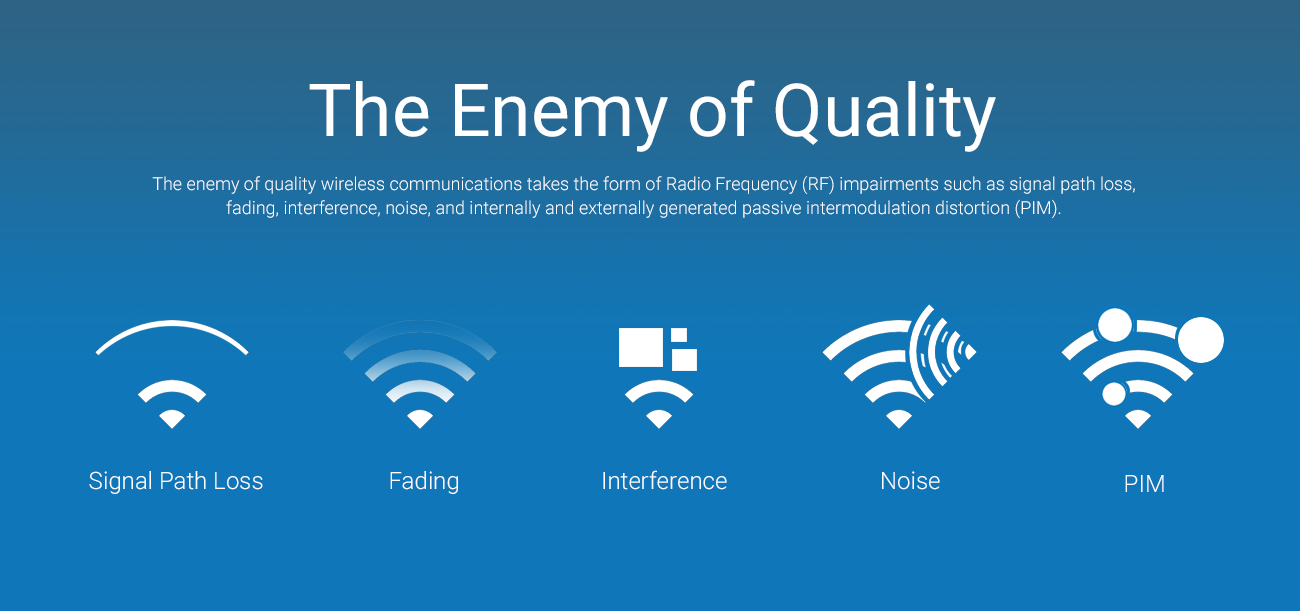 The Enemy of Quality
The enemy of quality wireless communications takes the form of Radio Frequency (RF) impairments such as signal path loss,
fading, interference, noise, and internally and externally generated passive intermodulation distortion (PIM).
Signal Path Loss
Fading
Interference
Noise
PIM